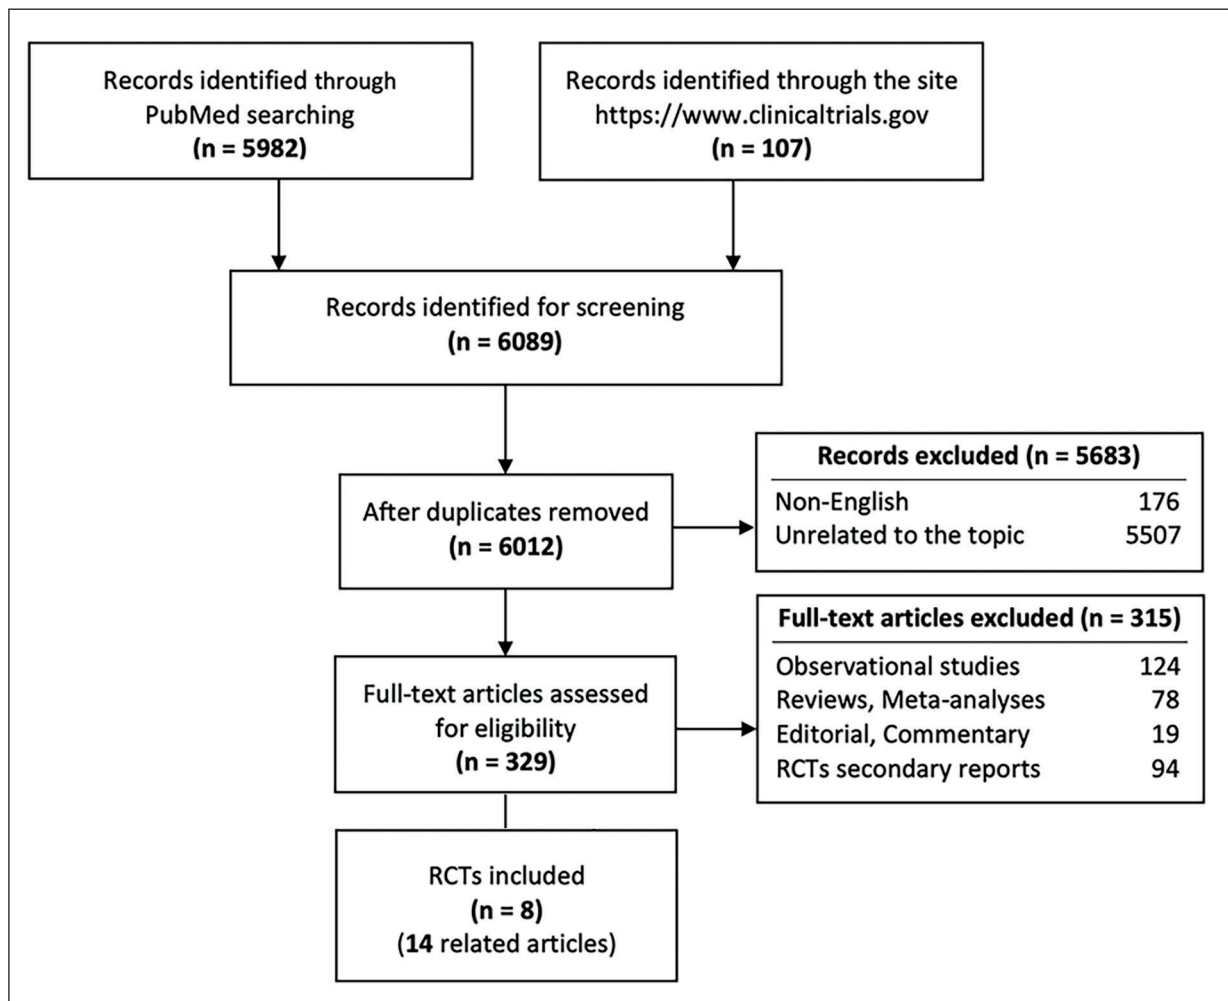 Records identified through
PubMed searching
(n = 5982)
Records identified through the site
https://www.clinicaltrials.gov
(n = 107)
Records identified for screening
(n = 6089)
After duplicates removed
(n = 6012)
Records excluded (n = 5683)
Non-English 176
Unrelated to the topic 5507
Full-text articles assessed
for eligibility
(n = 329)
Full-text articles excluded (n = 315)
Observational studies 124
Reviews, Meta-analyses 78
Editorial, Commentary 19
RCTs secondary reports 94
RCTs included
(n = 8)
(14 related articles)